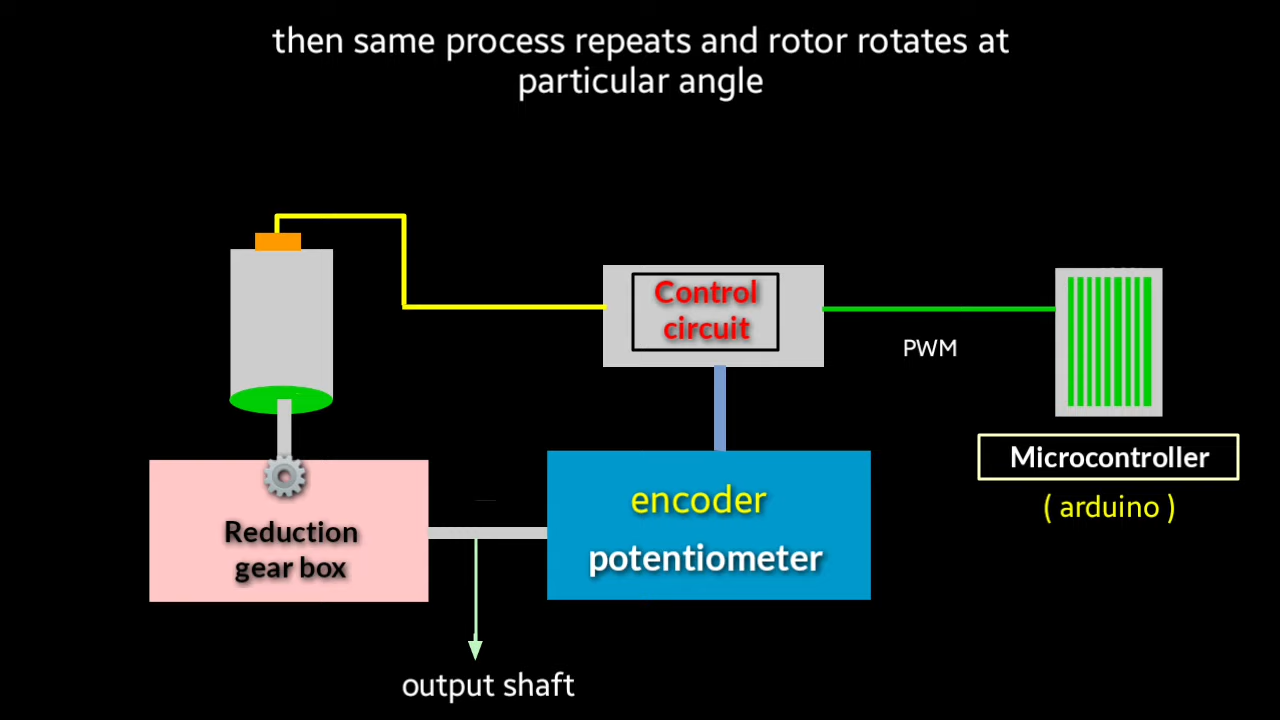 then same process repeats and rotor rotates at
particular angle
Control
circuit
PWM
Microcontroller
( arduino )
encoder
potentiometer
Reduction
gear box
output shaft